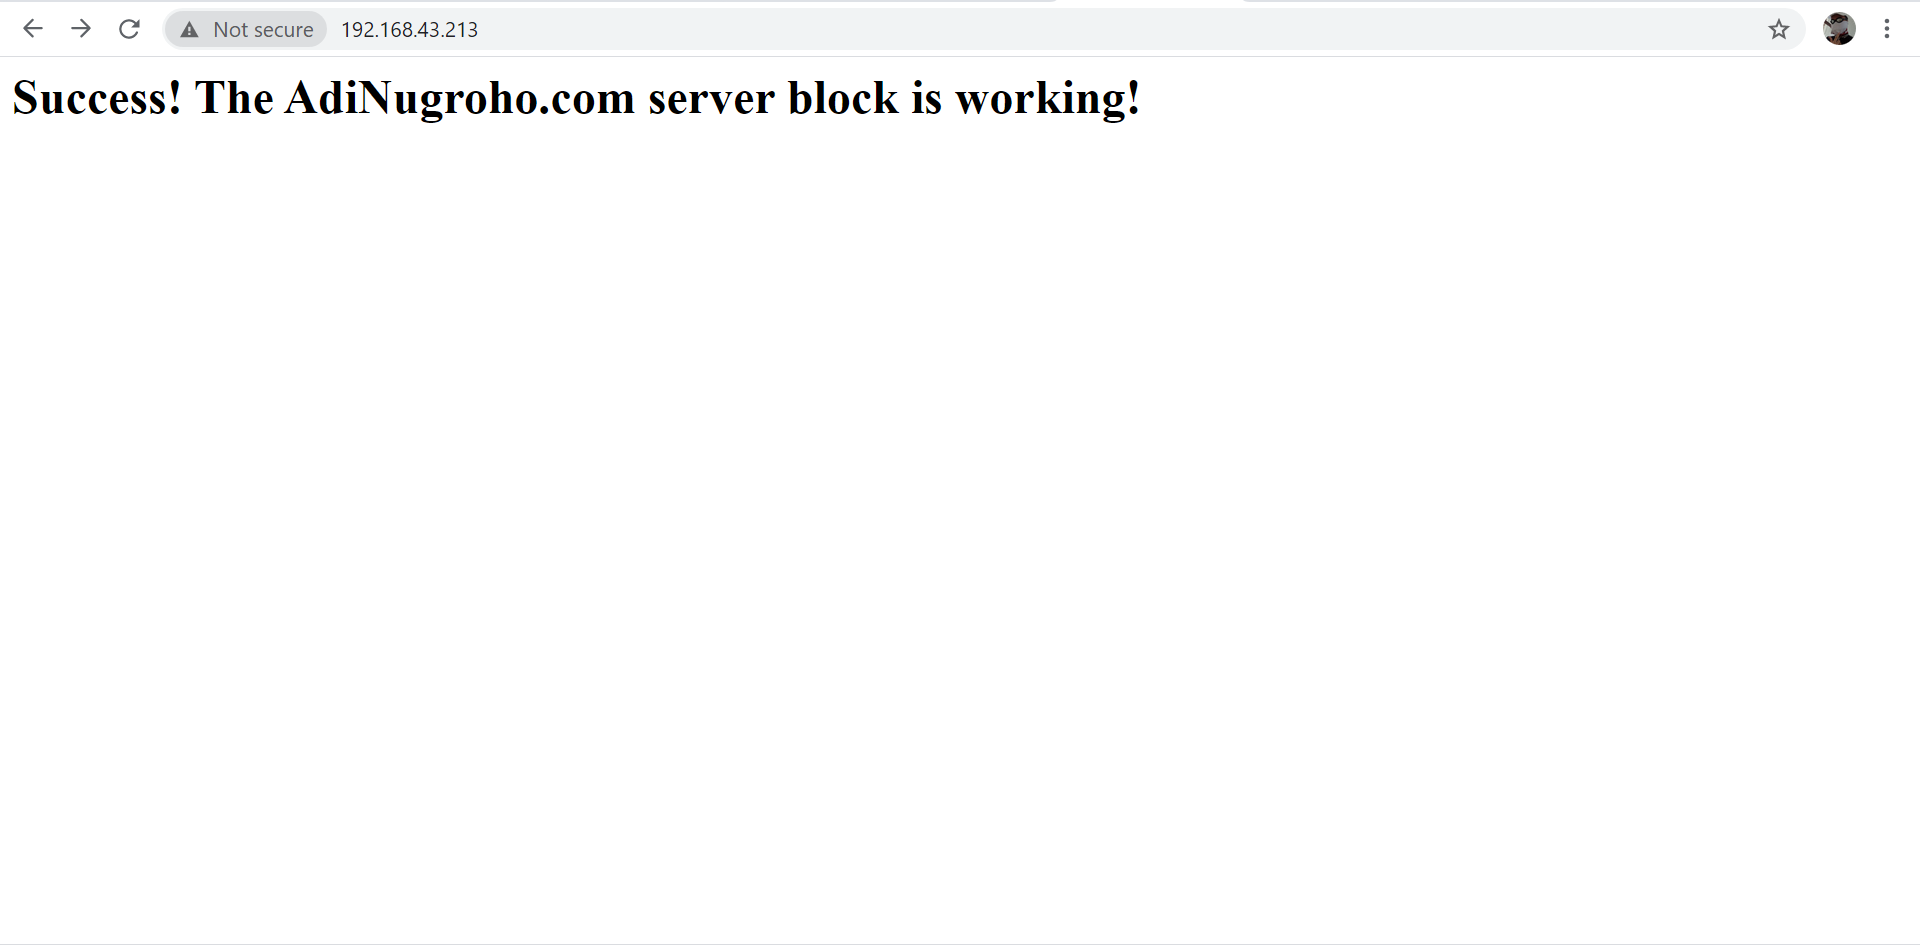 Not secure 192.168.43.213
Success! The AdiNugroho.com server block is working!